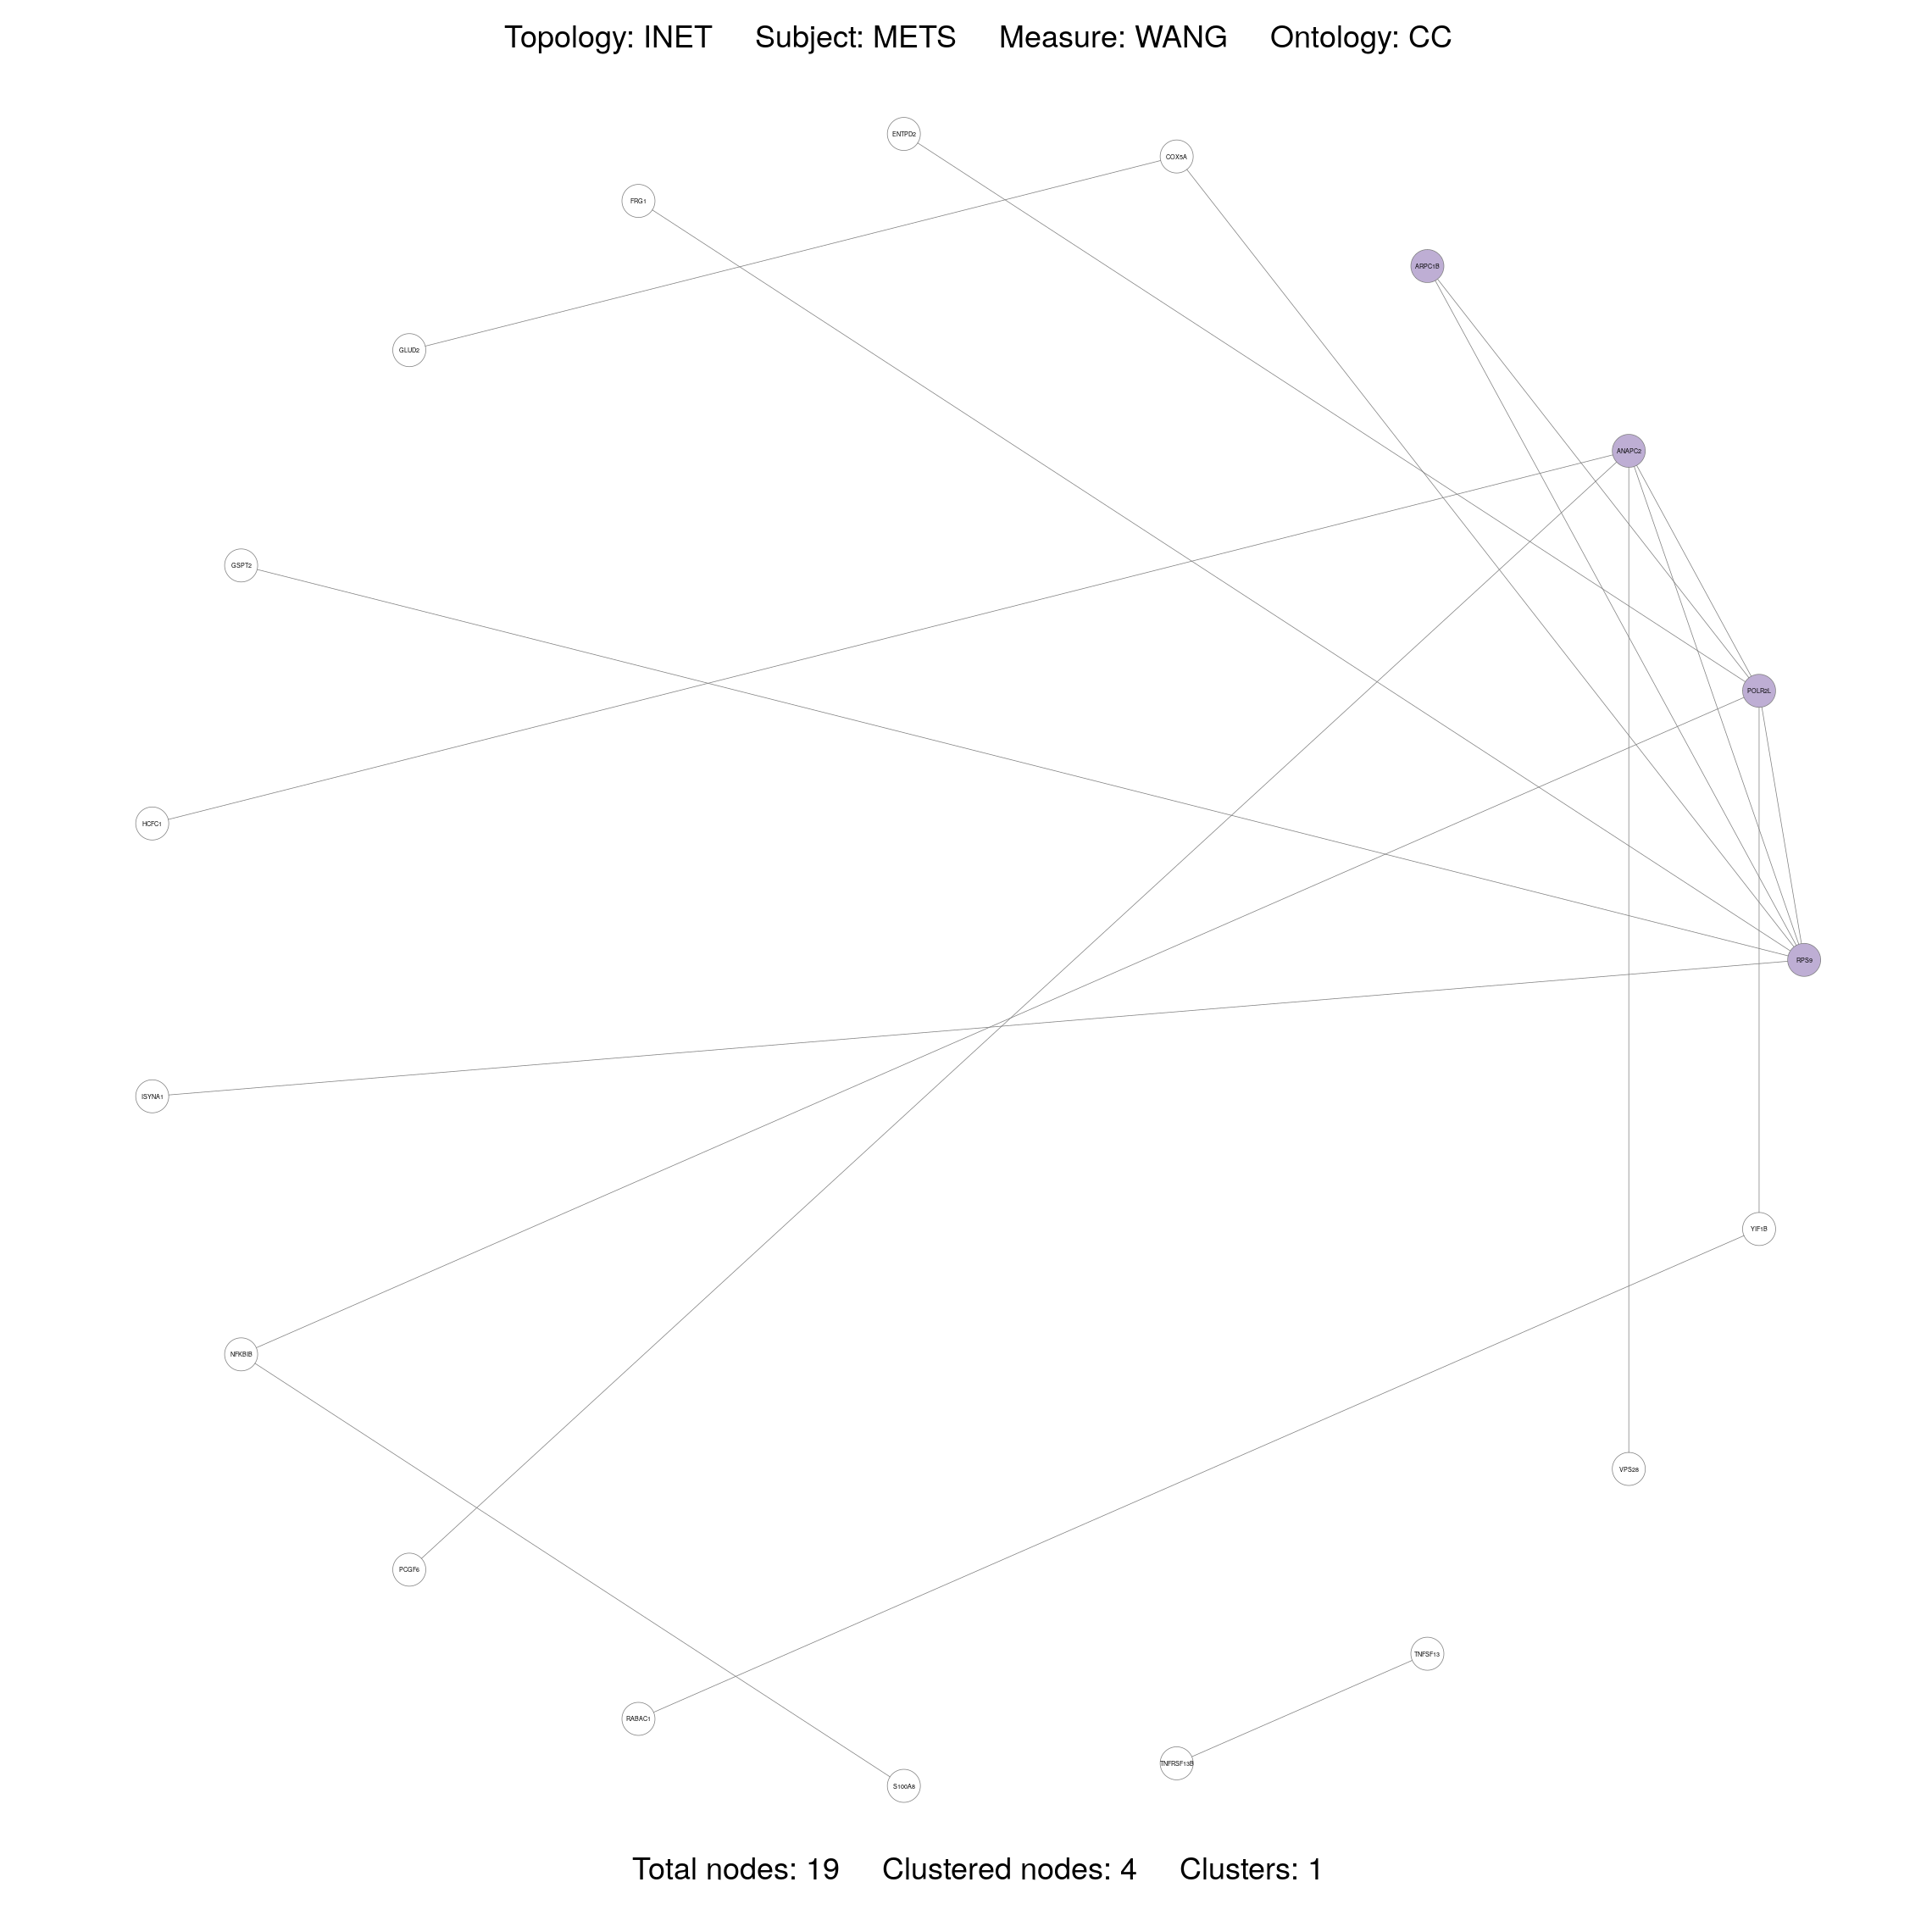 Topology: INET Subject: METS Measure: WANG Ontology: CC
ENTPD2
COX5A
FRG1
ARPC1B
GLUD2
ANAPC2
GSPT2
POLR2L
HCFC1
RPS9
ISYNA1
YIF1B
NFKBIB
VPS28
PCGF6
TNFSF13
RABAC1
TNFRSF13B
S100A8
Total nodes: 19 Clustered nodes: 4 Clusters: 1